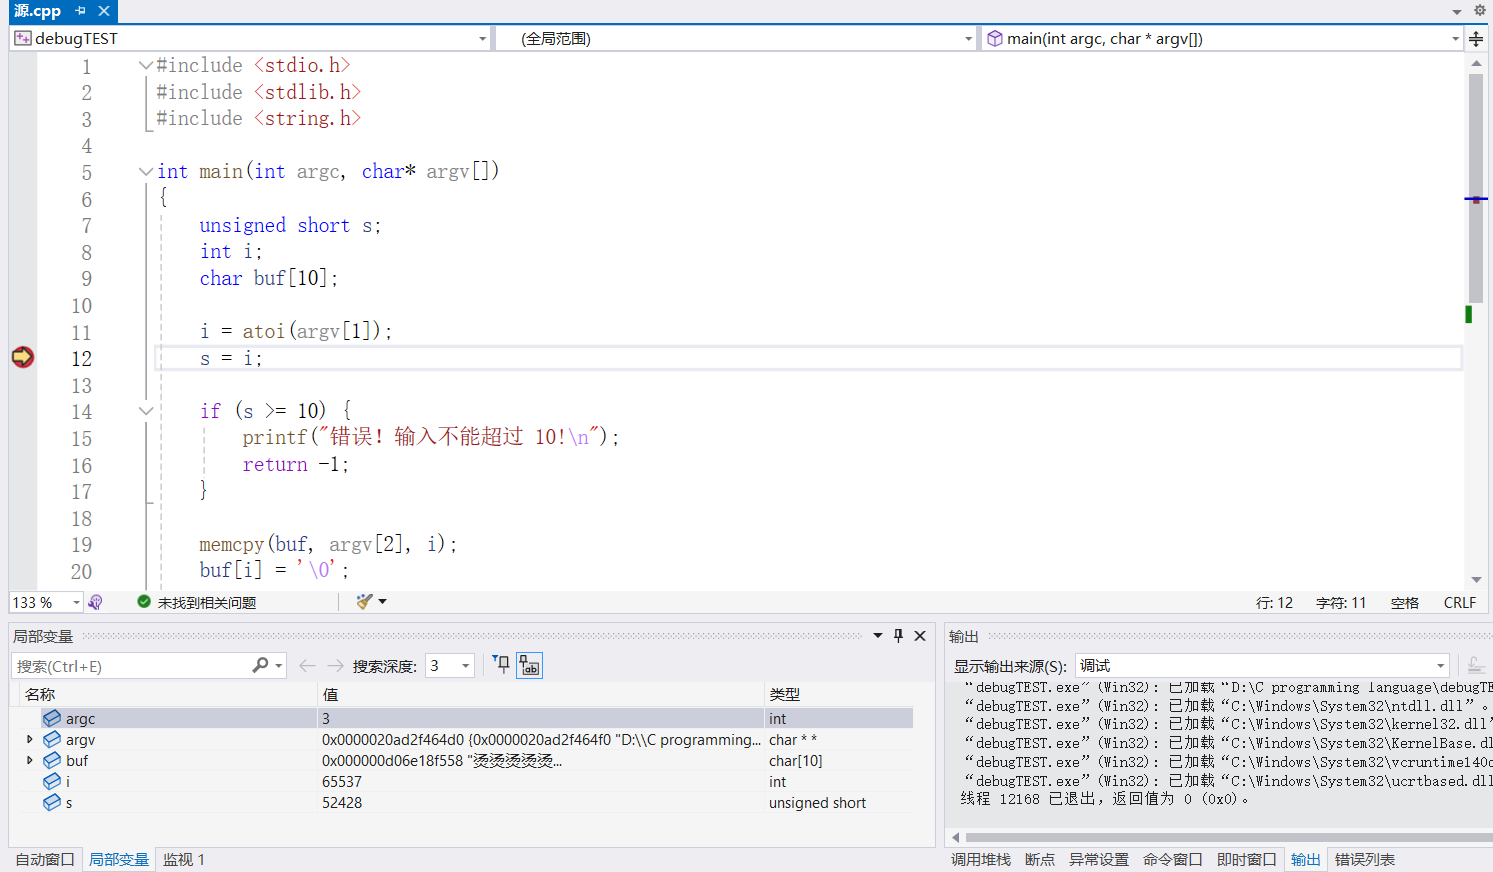 源.cpp
debugTEST
(全局范围)
main(int argc, char * argv[])
1 #include <stdio.h>
2 #include <stdlib.h>
3 #include <string.h>
4
5 int main(int argc, char* argv[])
6 {
7 unsigned short s;
8 int i;
9 char buf[10];
10
11 i = atoi(argv[1]);
12 s = i;
13
14 if (s >= 10) {
15 printf("错误! 输入不能超过 10!\n");
16 return -1;
17 }
18
19 memcpy(buf, argv[2], i);
20 buf[i] = '\0';
133 %
未找到相关问题
行: 12 字符: 11 空格 CRLF
局部变量
搜索(Ctrl+E)
搜索深度: 3
名称 值 类型
argc 3 int
argv 0x0000020ad2f464d0 {0x0000020ad2f464f0 "D:\\C programming... char * *
buf 0x000000d06e18f558 "烫烫烫烫烫... char[10]
i 65537 int
s 52428 unsigned short
自动窗口 局部变量 监视 1
输出
显示输出来源(S): 调试
“debugTEST.exe” (Win32): 已加载 “D:\C programming language\debugTE
“debugTEST.exe” (Win32): 已加载 “C:\Windows\System32\ntdll.dll”。
“debugTEST.exe” (Win32): 已加载 “C:\Windows\System32\kernel32.dll”
“debugTEST.exe” (Win32): 已加载 “C:\Windows\System32\KernelBase.dl
“debugTEST.exe” (Win32): 已加载 “C:\Windows\System32\vcruntime140d
“debugTEST.exe” (Win32): 已加载 “C:\Windows\System32\ucrtbased.dll
线程 12168 已退出，返回值为 0 (0x0)。
调用堆栈 断点 异常设置 命令窗口 即时窗口 输出 错误列表